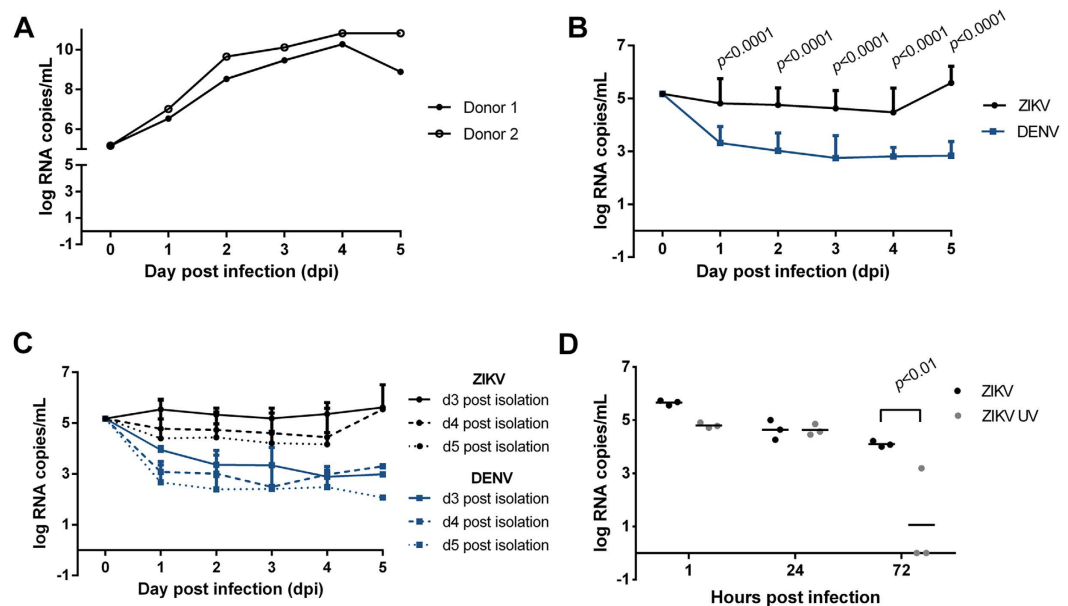 A
log RNA copies/mL
10
8
6
5
3
1
-1
0 1 2 3 4 5
Day post infection (dpi)
Donor 1
Donor 2
B
log RNA copies/mL
7
5
3
1
-1
p<0.0001 p<0.0001 p<0.0001 p<0.0001 p<0.0001
0 1 2 3 4 5
Day post infection (dpi)
ZIKV
DENV
C
log RNA copies/mL
7
5
3
1
-1
0 1 2 3 4 5
Day post infection (dpi)
ZIKV
d3 post isolation
d4 post isolation
d5 post isolation
DENV
d3 post isolation
d4 post isolation
d5 post isolation
D
log RNA copies/mL
7
5
3
1
-1
p<0.01
1 24 72
Hours post infection
ZIKV
ZIKV UV